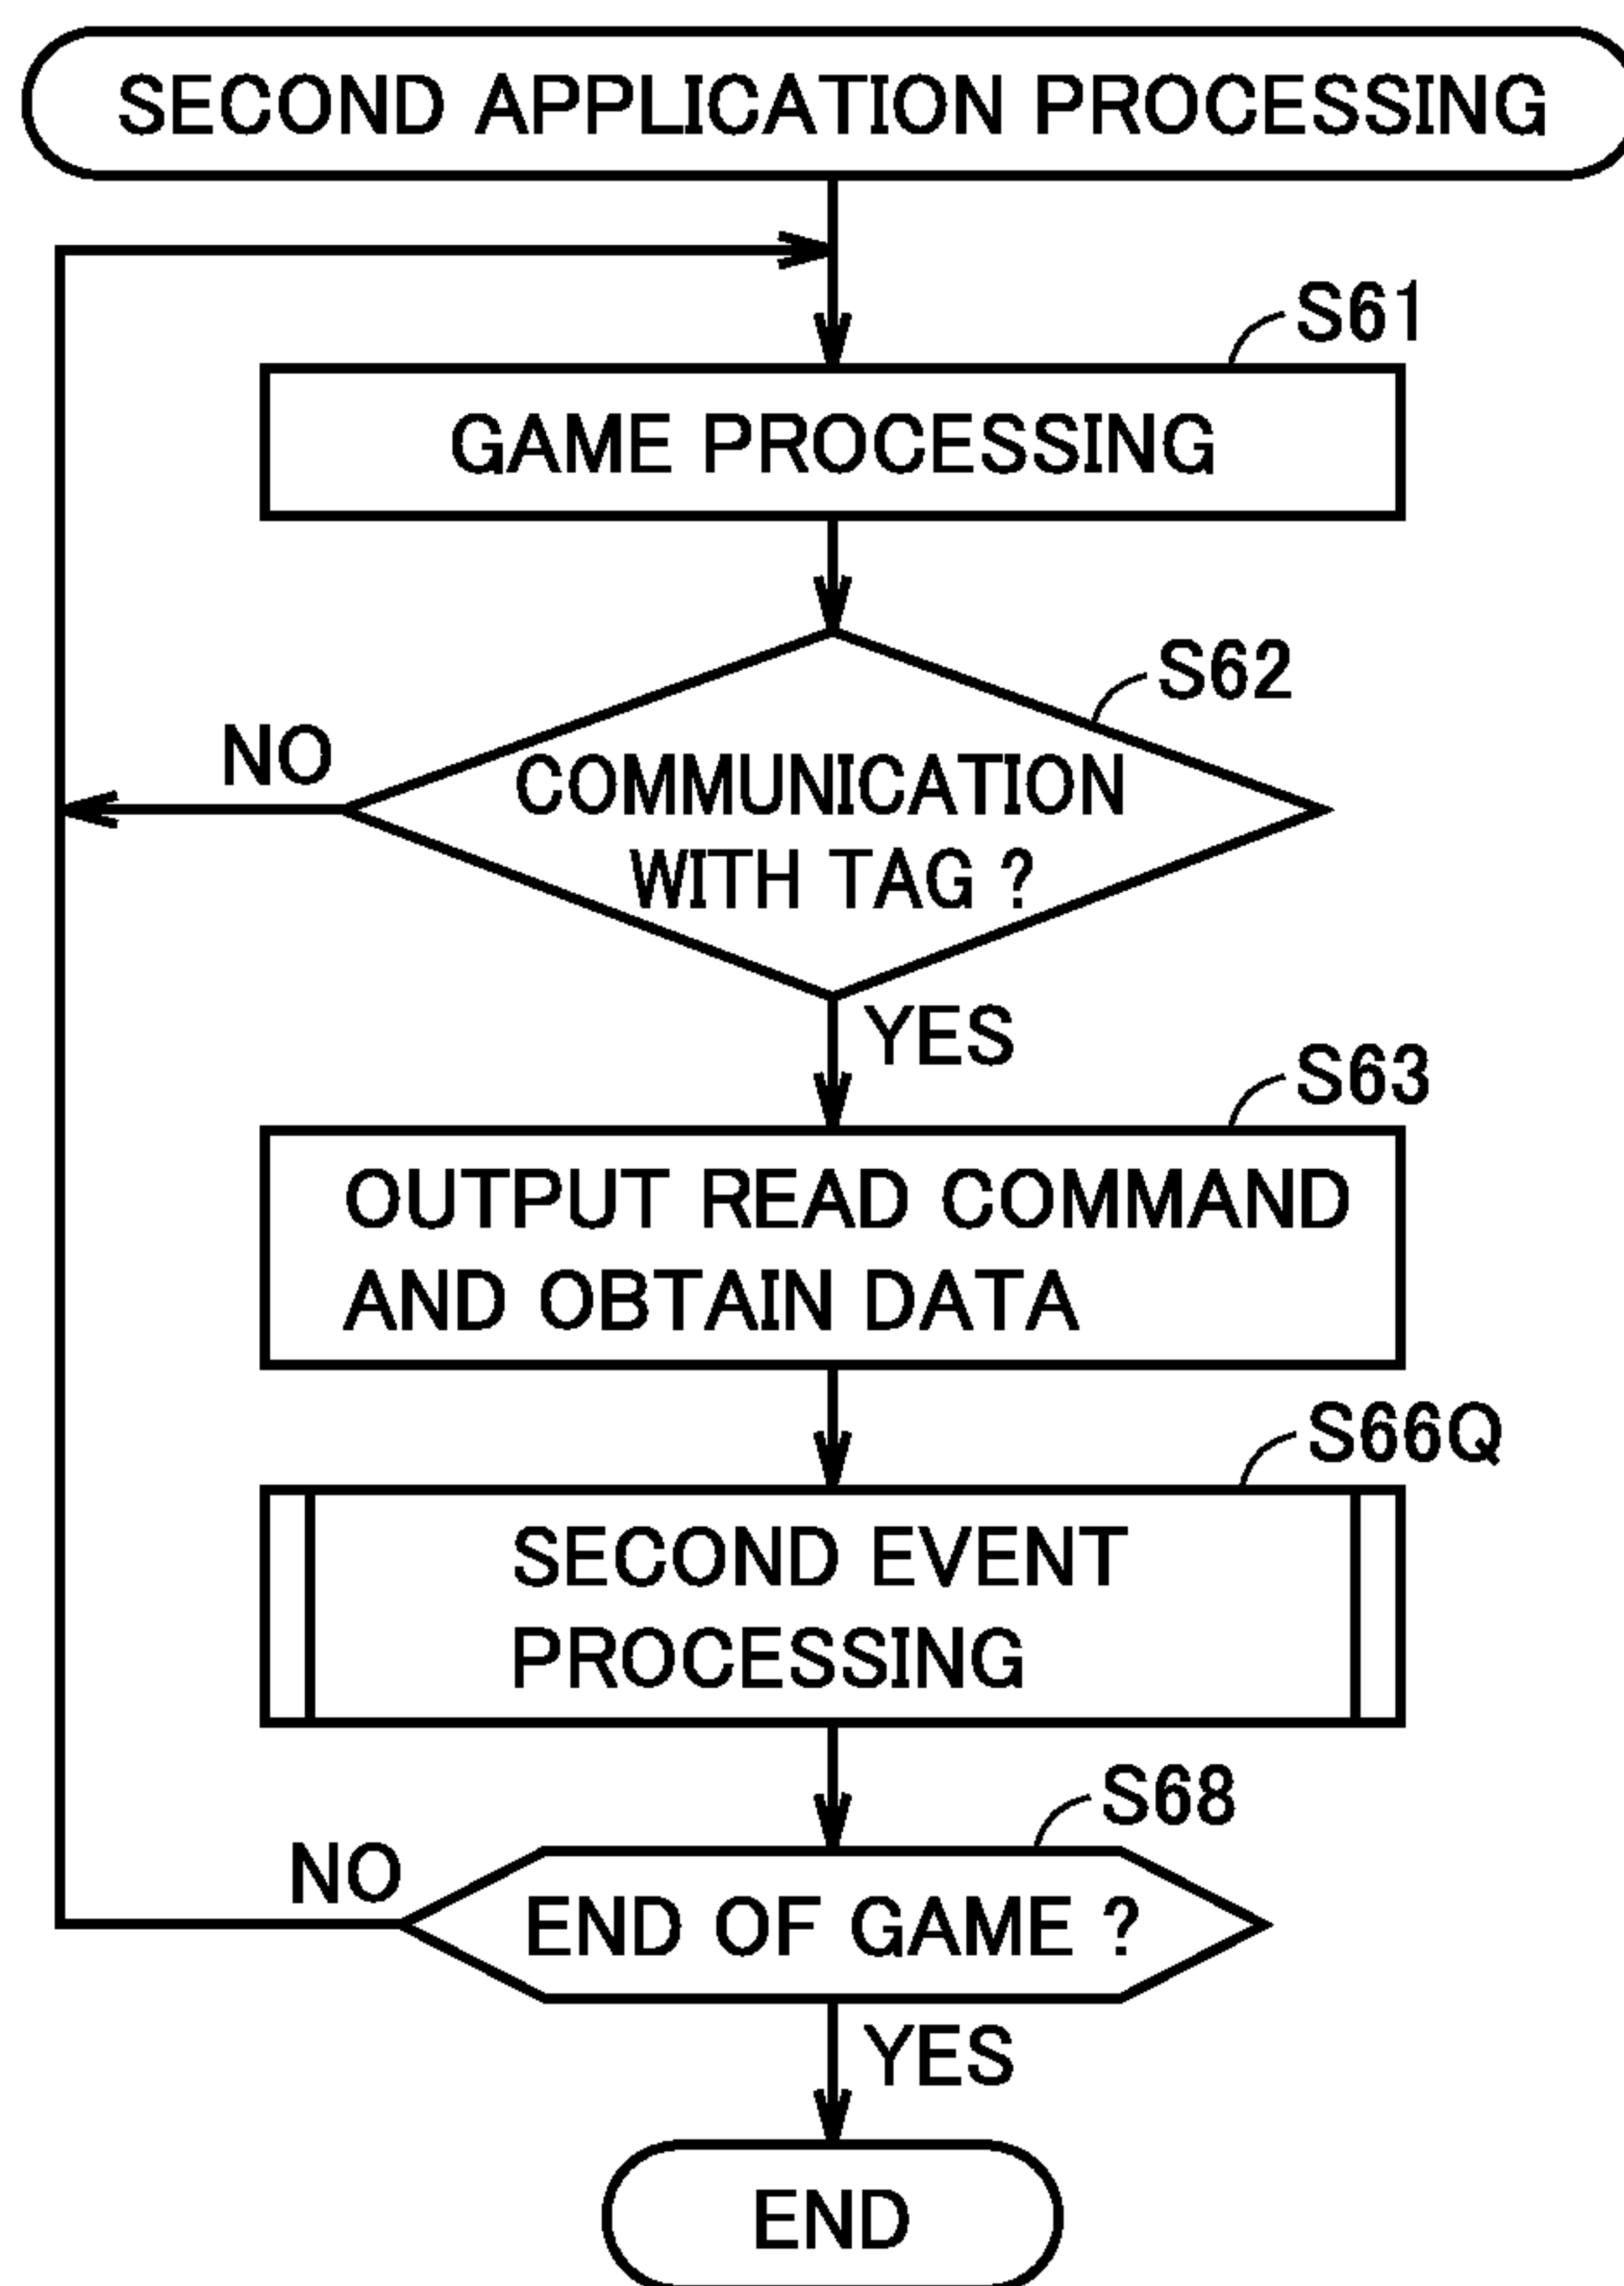 SECOND APPLICATION PROCESSING
S61
GAME PROCESSING
S62
NO
COMMUNICATION
WITH TAG ?
YES
S63
OUTPUT READ COMMAND
AND OBTAIN DATA
S66Q
SECOND EVENT
PROCESSING
S68
NO
END OF GAME ?
YES
END